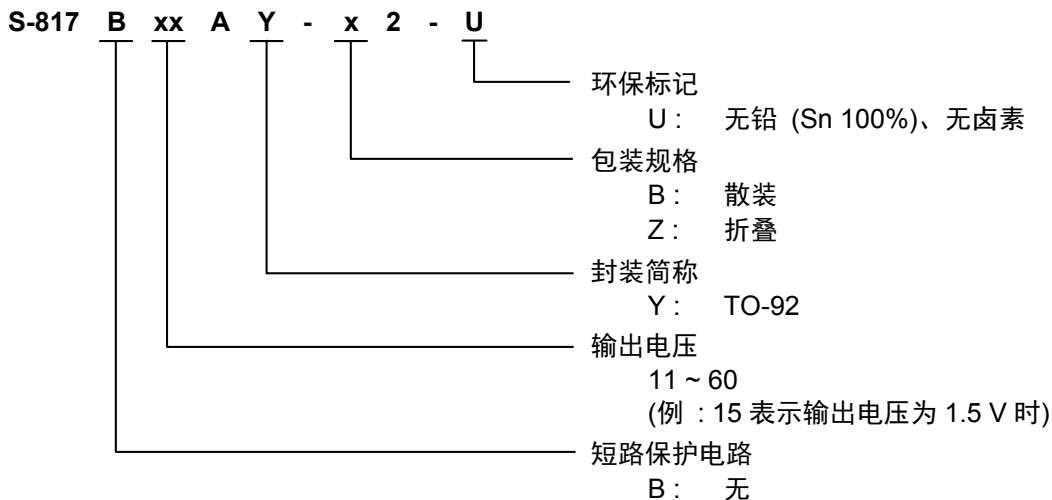 S-817 B xx A Y - x 2 - U
环保标记
U : 无铅 (Sn 100%)、无卤素
包装规格
B : 散装
Z : 折叠
封装简称
Y : TO-92
输出电压
11 ~ 60
(例 : 15 表示输出电压为 1.5 V 时)
短路保护电路
B : 无